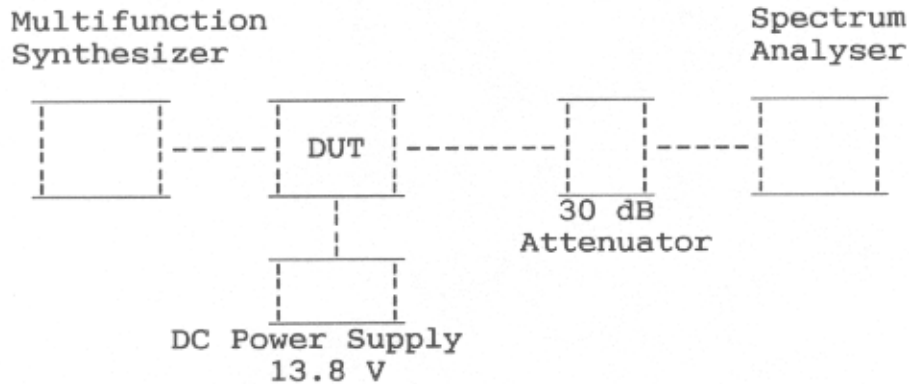 Multifunction
Synthesizer
Spectrum
Analyser
DUT
30 dB
Attenuator
DC Power Supply
13.8 V